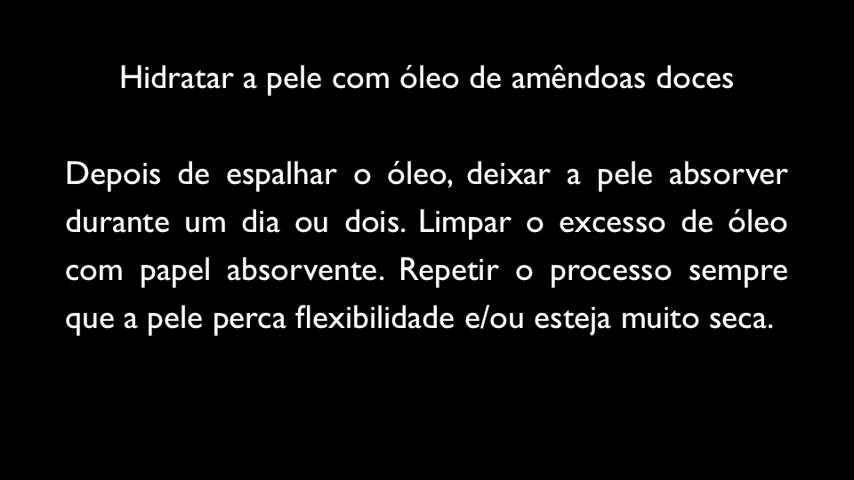 Hidratar a pele com óleo de amêndoas doces
Depois de espalhar o óleo, deixar a pele absorver
durante um dia ou dois. Limpar o excesso de óleo
com papel absorvente. Repetir o processo sempre
que a pele perca flexibilidade e/ou esteja muito seca.